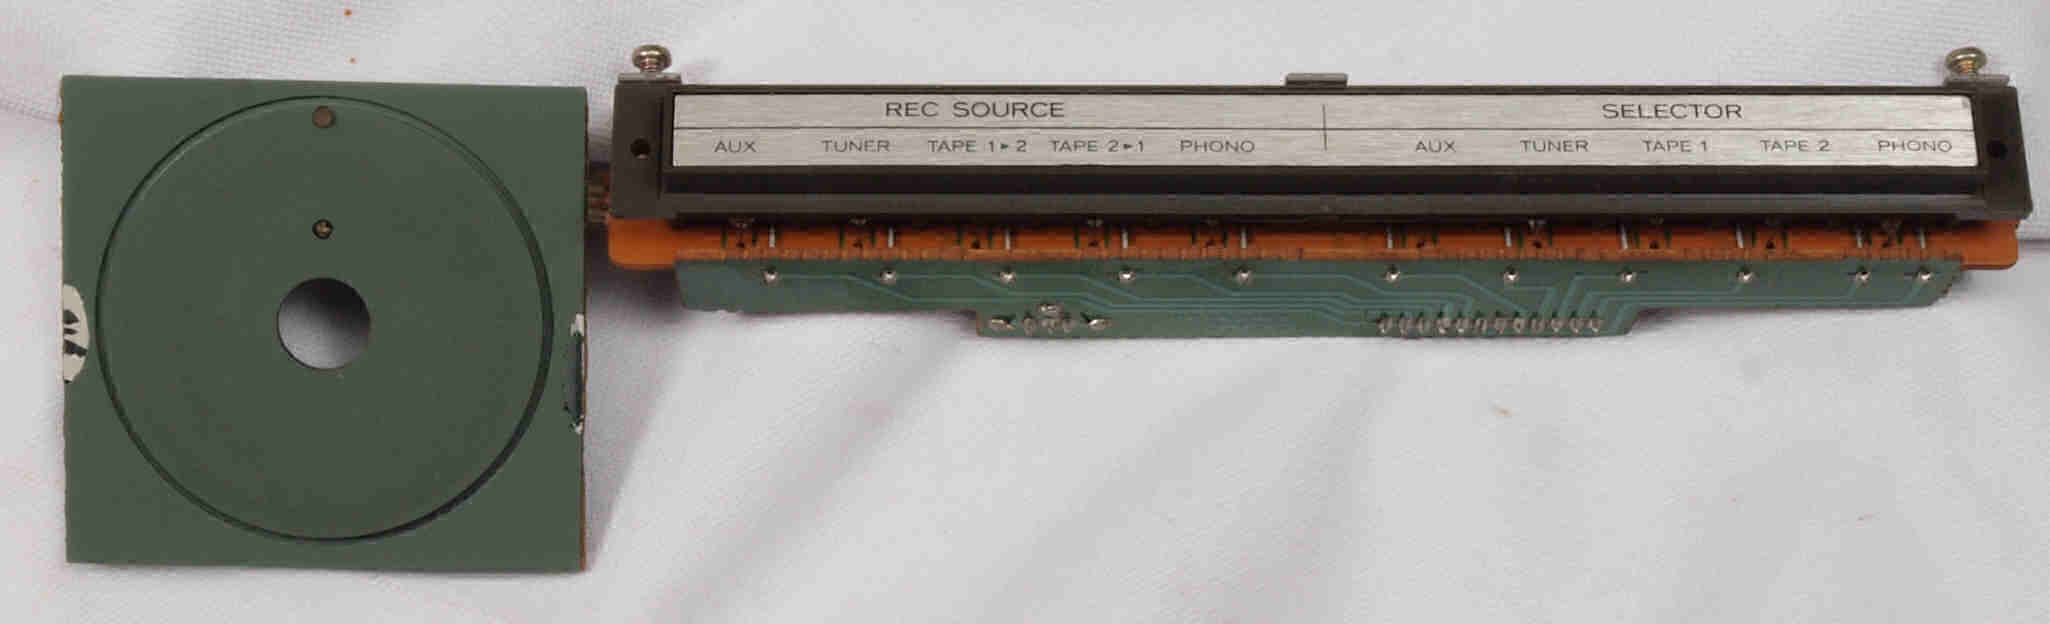 REC SOURCE SELECTOR
AUX TUNER TAPE 1▸2 TAPE 2▸1 PHONO AUX TUNER TAPE 1 TAPE 2 PHONO